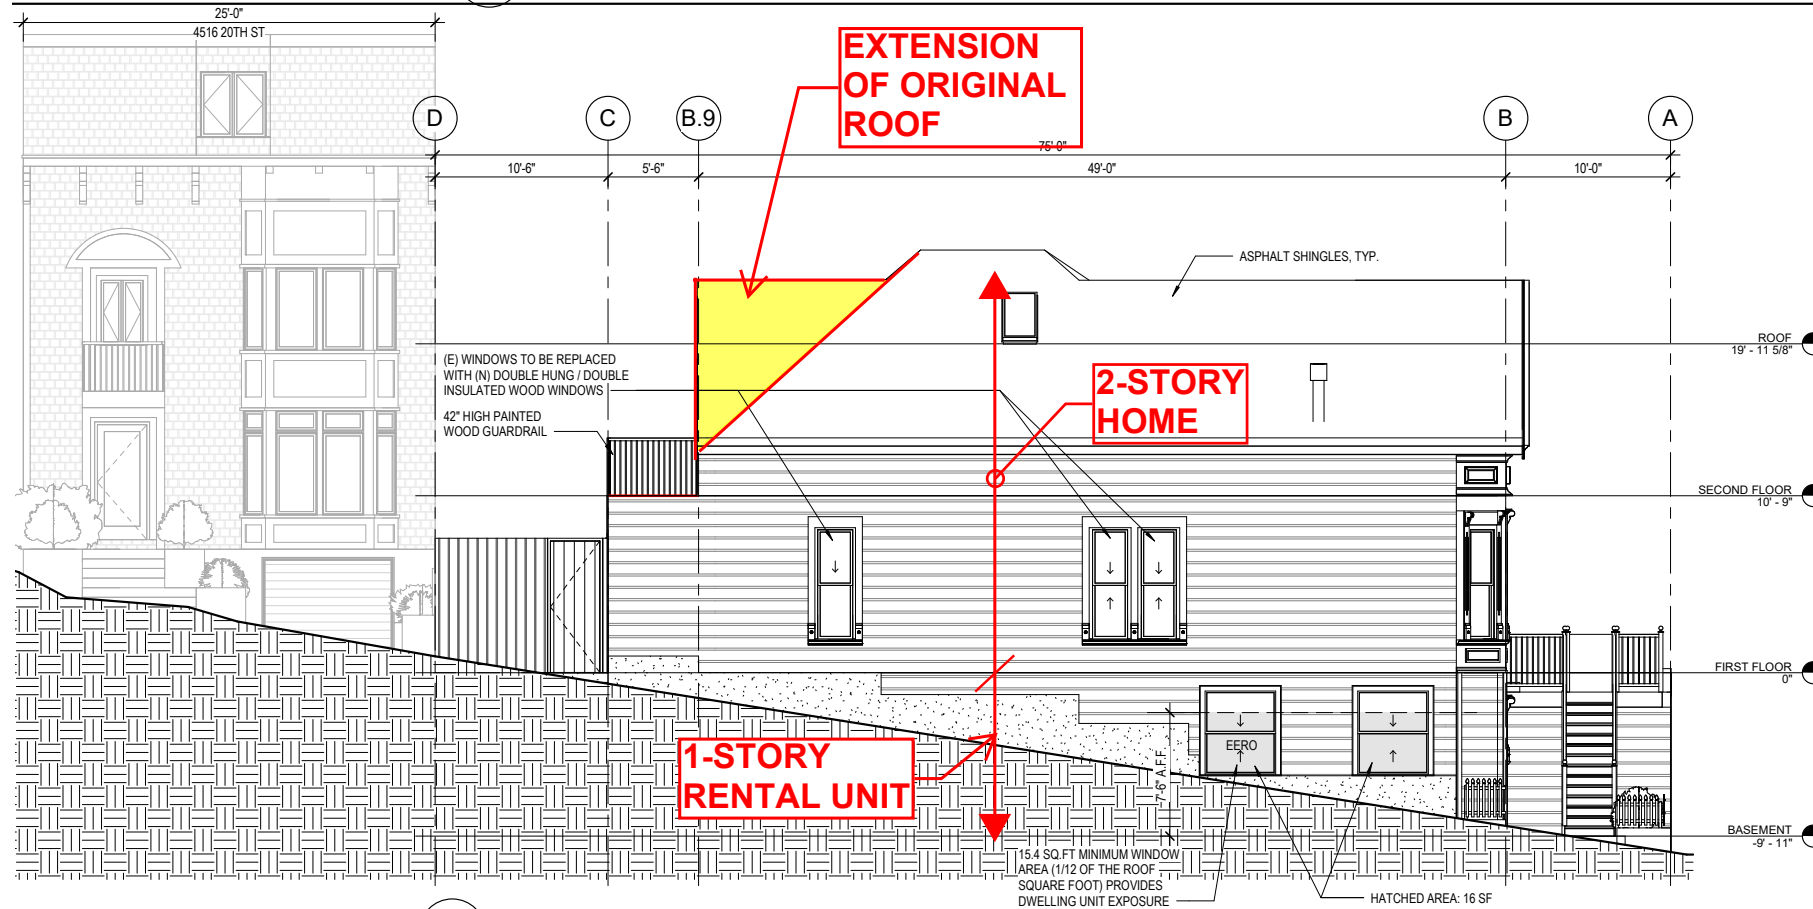 25'-0"
4516 20TH ST
EXTENSION
OF ORIGINAL
ROOF
D
C
B.9
B
A
75'-0"
10'-6"
5'-6"
49'-0"
10'-0"
ASPHALT SHINGLES, TYP.
ROOF
19' - 11 5/8"
(E) WINDOWS TO BE REPLACED
WITH (N) DOUBLE HUNG / DOUBLE
INSULATED WOOD WINDOWS
42" HIGH PAINTED
WOOD GUARDRAIL
2-STORY
HOME
SECOND FLOOR
10' - 9"
FIRST FLOOR
0"
EERO
1-STORY
RENTAL UNIT
7'-6" A.F.F.
BASEMENT
-9' - 11"
15.4 SQ.FT MINIMUM WINDOW
AREA (1/12 OF THE ROOF
SQUARE FOOT) PROVIDES
DWELLING UNIT EXPOSURE
HATCHED AREA: 16 SF